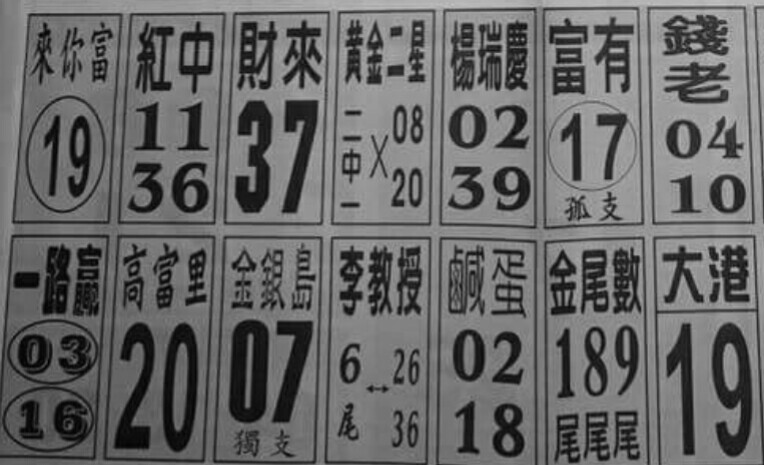 來你富
19
紅中
11
36
財來
37
黃金二星
二中一
×
08
20
楊瑞慶
02
39
富有
17
孤支
錢老
04
10
一路贏
03
16
高富里
20
金銀島
07
獨支
李教授
6尾
↔
26
36
鹹蛋
02
18
金尾數
189
尾尾尾
大港
19